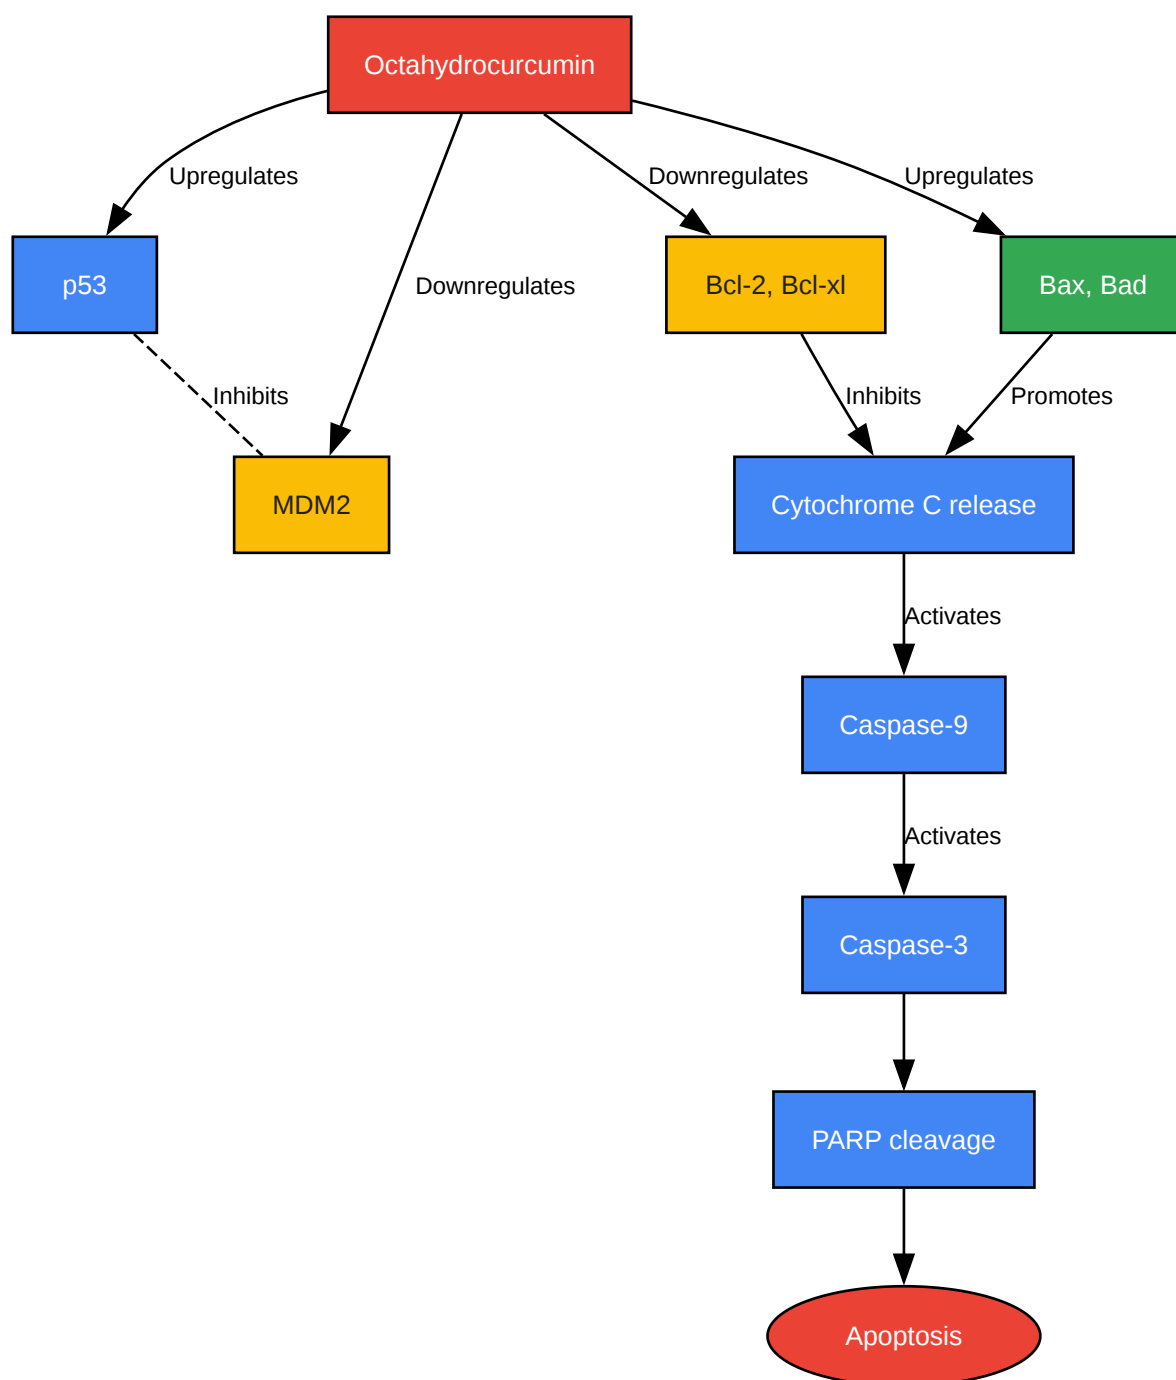 Octahydrocurcumin
Upregulates
Downregulates
Upregulates
p53
Downregulates
Bcl-2, Bcl-xl
Bax, Bad
Inhibits
Inhibits
Promotes
MDM2
Cytochrome C release
Activates
Caspase-9
Activates
Caspase-3
PARP cleavage
Apoptosis